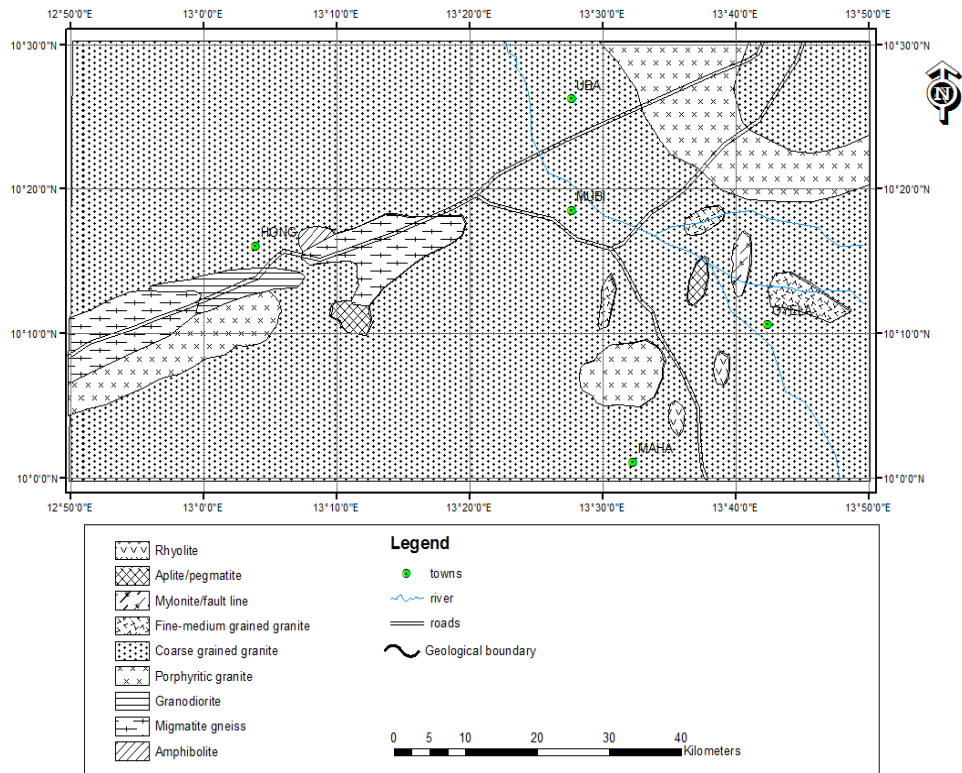 12°50'0"E 13°0'0"E 13°10'0"E 13°20'0"E 13°30'0"E 13°40'0"E 13°50'0"E
10°30'0"N 10°30'0"N
N
UBA
10°20'0"N 10°20'0"N
MUBI
HONG
10°10'0"N 10°10'0"N
MAHA
10°0'0"N 10°0'0"N
12°50'0"E 13°0'0"E 13°10'0"E 13°20'0"E 13°30'0"E 13°40'0"E 13°50'0"E
Legend
Rhyolite
Aplite/pegmatite
Mylonite/fault line
Fine-medium grained granite
Coarse grained gnanite
Porphyritic granite
Granodiorite
Migmatite gneiss
Amphibolite
towns
river
roads
Geological boundary
0 5 10 20 30 40
Kilometers